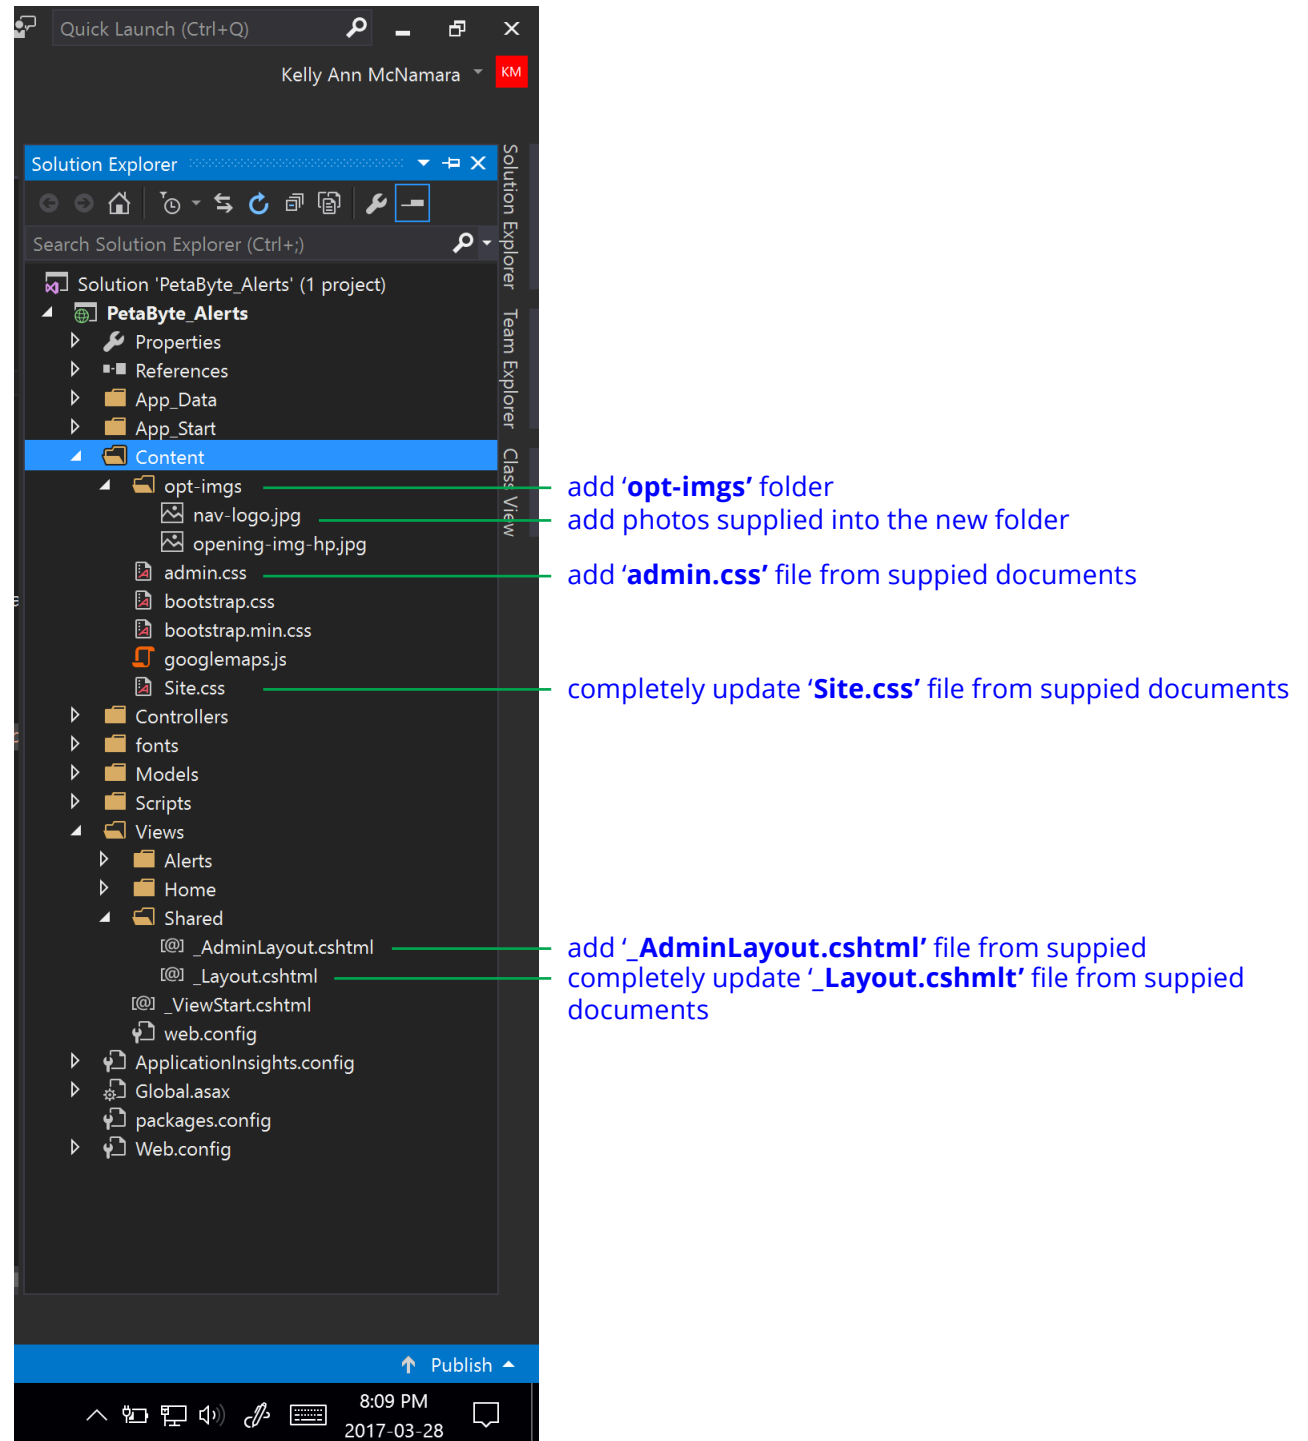 Quick Launch (Ctrl+Q)
Kelly Ann McNamara KM
Solution Explorer
Search Solution Explorer (Ctrl+;)
Solution 'PetaByte_Alerts' (1 project)
PetaByte_Alerts
Properties
References
App_Data
App_Start
Content
opt-imgs
nav-logo.jpg
opening-img-hp.jpg
admin.css
bootstrap.css
bootstrap.min.css
googlemaps.js
Site.css
Controllers
fonts
Models
Scripts
Views
Alerts
Home
Shared
[@] _AdminLayout.cshtml
[@] _Layout.cshtml
[@] _ViewStart.cshtml
web.config
ApplicationInsights.config
Global.asax
packages.config
Web.config
Solution Explorer
Team Explorer
Class View
add ‘opt-imgs’ folder
add photos supplied into the new folder
add ‘admin.css’ file from suppied documents
completely update ‘Site.css’ file from suppied documents
add ‘_AdminLayout.cshtml’ file from suppied
completely update ‘_Layout.cshmlt’ file from suppied
documents
Publish
8:09 PM
2017-03-28